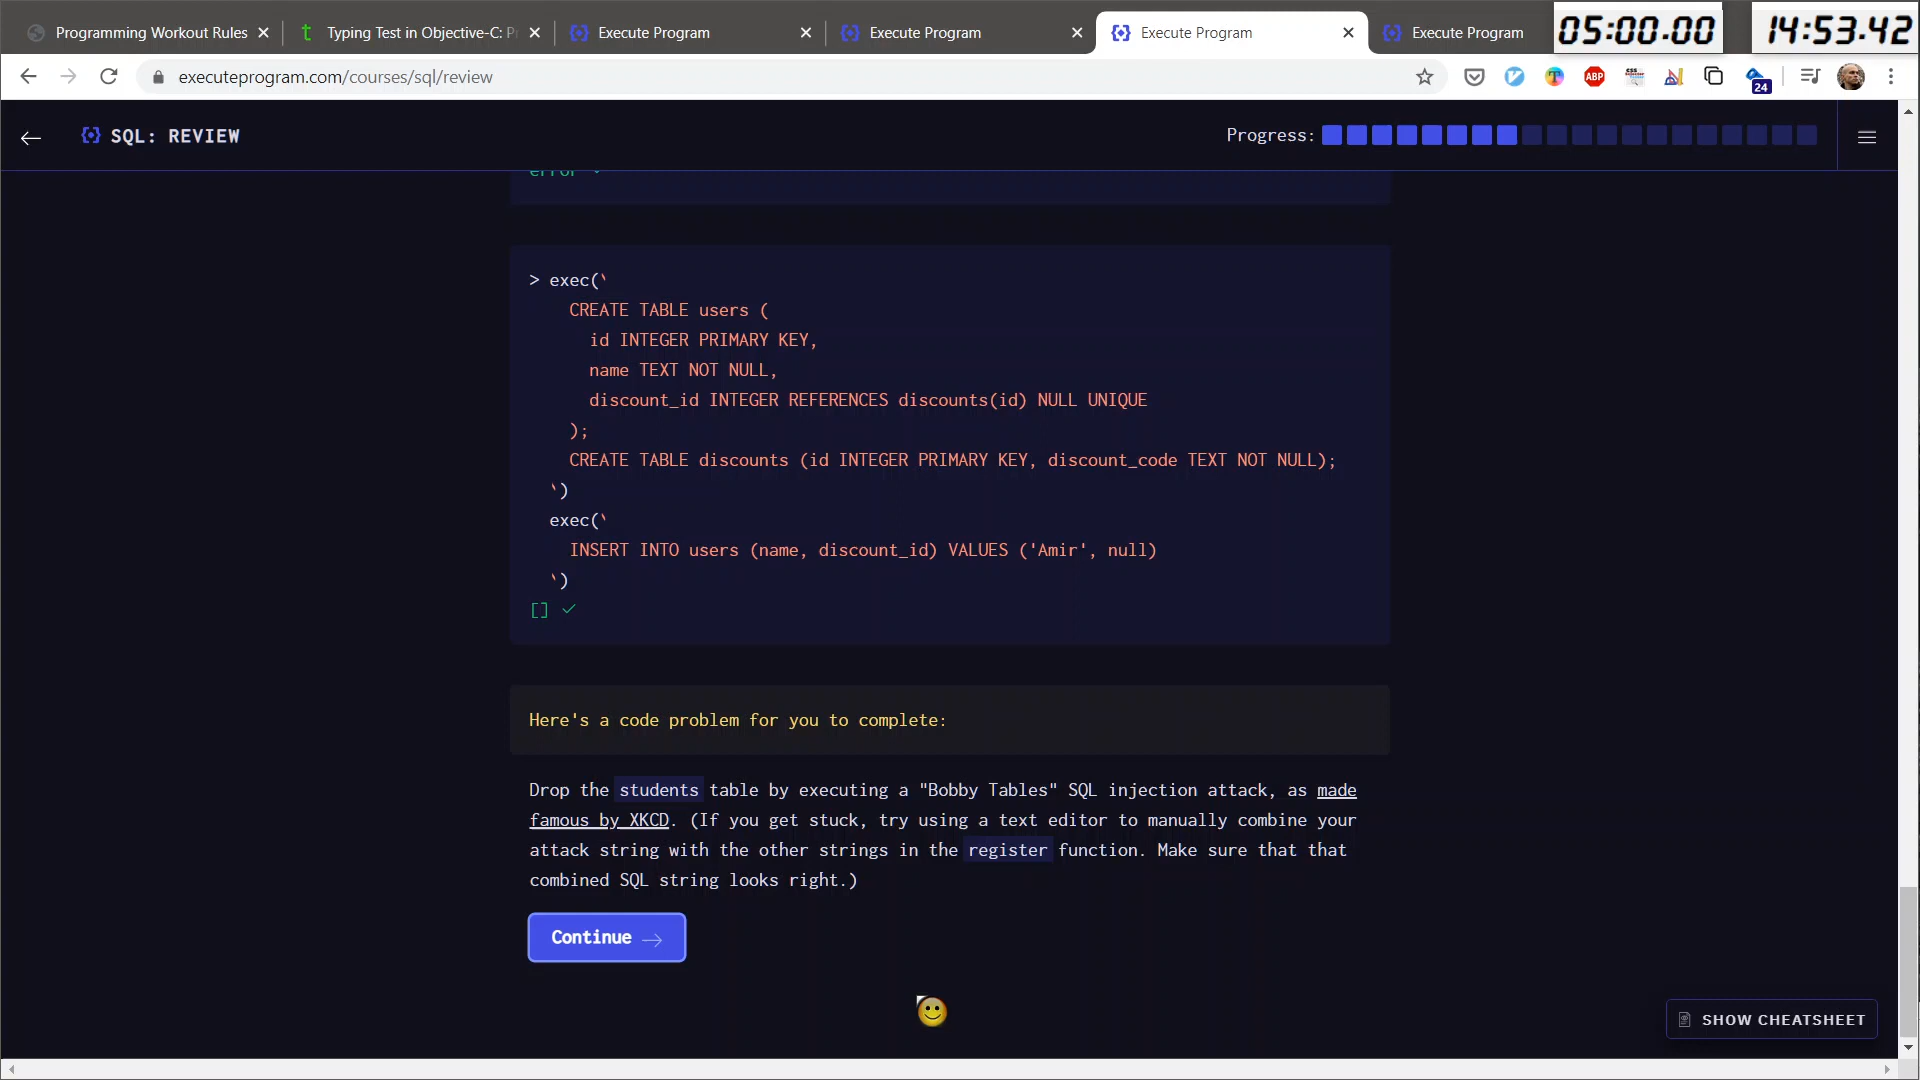 Programming Workout Rules
Typing Test in Objective-C: P
Execute Program
Execute Program
Execute Program
Execute Program
05:00.00
14:53.42
executeprogram.com/courses/sql/review
ABP
24
SQL: REVIEW
Progress:
error
> exec(`
CREATE TABLE users (
id INTEGER PRIMARY KEY,
name TEXT NOT NULL,
discount_id INTEGER REFERENCES discounts(id) NULL UNIQUE
);
CREATE TABLE discounts (id INTEGER PRIMARY KEY, discount_code TEXT NOT NULL);
`)
exec(`
INSERT INTO users (name, discount_id) VALUES ('Amir', null)
`)
[] ✓
Here's a code problem for you to complete:
Drop the students table by executing a "Bobby Tables" SQL injection attack, as made
famous by XKCD. (If you get stuck, try using a text editor to manually combine your
attack string with the other strings in the register function. Make sure that that
combined SQL string looks right.)
Continue →
SHOW CHEATSHEET